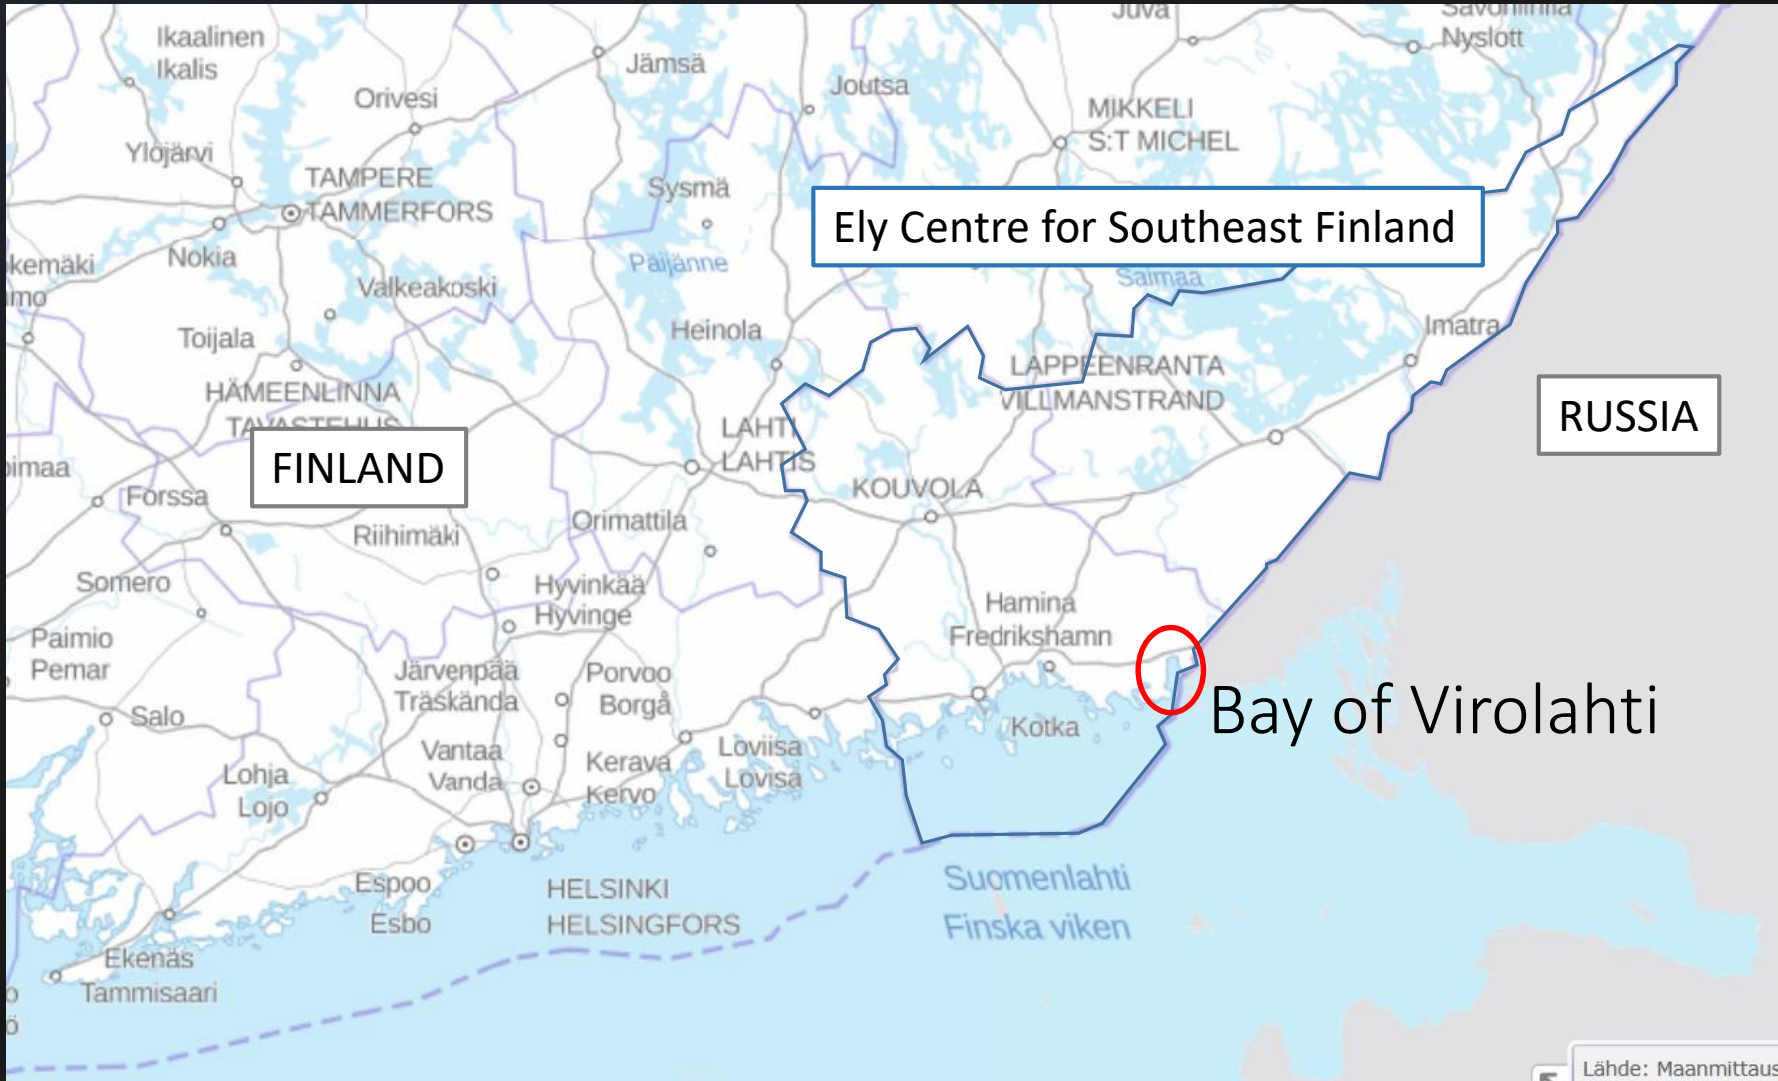 Juva
Savonlinna
Nyslott
Ikaalinen
Ikalis
Jämsä
Joutsa
Orivesi
MIKKELI
S:T MICHEL
Ylöjärvi
TAMPERE
TAMMERFORS
Sysmä
Ely Centre for Southeast Finland
Nokia
kemäki
Päijänne
Saimaa
Valkeakoski
Toijala
Heinola
Imatra
LAPPEENRANTA
VILLMANSTRAND
HÄMEENLINNA
TAVASTEHUS
RUSSIA
LAHTI
LAHTIS
FINLAND
KOUVOLA
Forssa
Orimattila
Riihimäki
Somero
Hyvinkää
Hyvinge
Hamina
Fredrikshamn
Paimio
Pemar
Järvenpää
Träskända
Porvoo
Borgå
Bay of Virolahti
Salo
Kotka
Vantaa
Vanda
Kerava
Kervo
Loviisa
Lovisa
Lohja
Lojo
Espoo
Esbo
HELSINKI
HELSINGFORS
Suomenlahti
Finska viken
Ekenäs
Tammisaari
Lähde: Maanmittaus